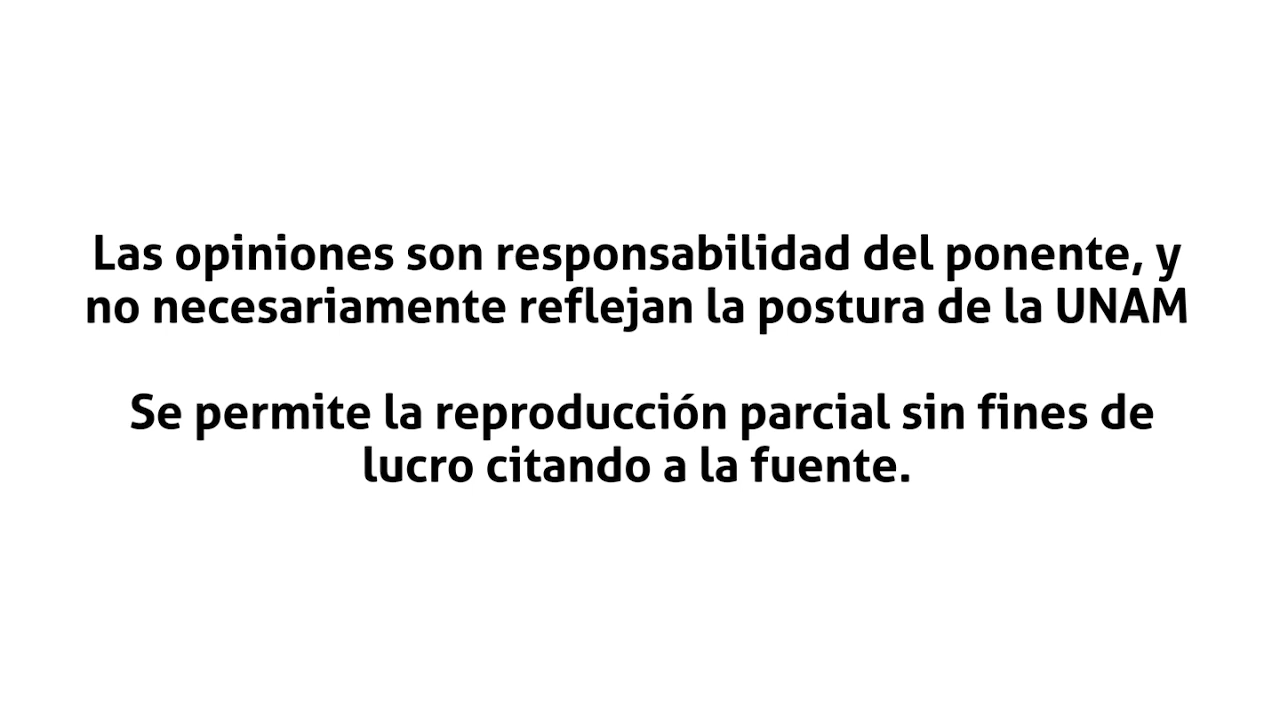 Las opiniones son responsabilidad del ponente, y
no necesariamente reflejan la postura de la UNAM
Se permite la reproducción parcial sin fines de
lucro citando a la fuente.